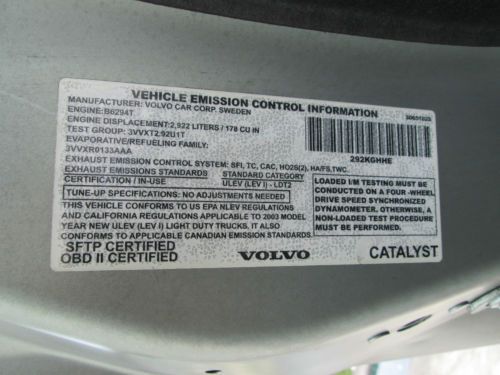 VEHICLE EMISSION CONTROL INFORMATION
MANUFACTURER: VOLVO CAR CORP. SWEDEN
ENGINE: B6294T
ENGINE DISPLACEMENT:2,922 LITERS / 178 CU IN
TEST GROUP: 3VVXT2.92U1T
EVAPORATIVE/REFUELING FAMILY:
3VVXR0133AAA
292KGHHE
EXHAUST EMISSION CONTROL SYSTEM: SFI, TC, CAC, HO2S(2), HA/FS,TWC
EXHAUST EMISSIONS STANDARDS STANDARD CATEGORY
CERTIFICATION / IN-USE ULEV (LEV I) - LDT2
TUNE-UP SPECIFICATIONS: NO ADJUSTMENTS NEEDED
THIS VEHICLE CONFORMS TO US EPA NLEV REGULATIONS
AND CALIFORNIA REGULATIONS APPLICABLE TO 2003 MODEL
YEAR NEW ULEV (LEV I) LIGHT DUTY TRUCKS. IT ALSO
CONFORMS TO APPLICABLE CANADIAN EMISSION STANDARDS
LOADED I/M TESTING MUST BE
CONDUCTED ON A FOUR -WHEEL
DRIVE SPEED SYNCHRONIZED
DYNAMOMETER. OTHERWISE, A
NON-LOADED TEST PROCEDURE
MUST BE PERFORMED.
SFTP CERTIFIED
OBD II CERTIFIED
VOLVO
CATALYST